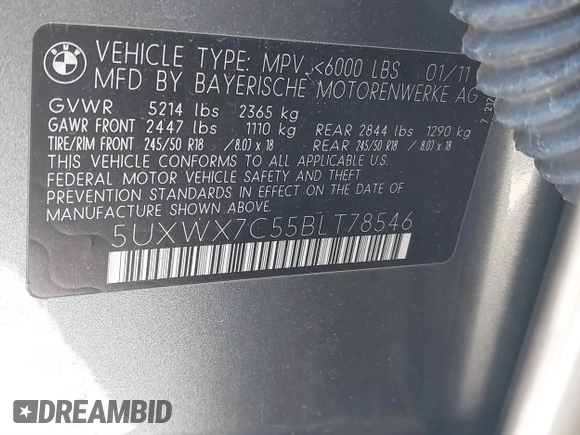 BMW
VEHICLE TYPE: MPV.<6000 LBS 01/11
MFD BY BAYERISCHE MOTORENWERKE AG
GVWR 5214 lbs 2365 kg
GAWR FRONT 2447 lbs 1110 kg REAR 2844 lbs 1290 kg
TIRE/RIM FRONT 245/50 R18 /8.0J x 18 REAR 245/50 R18 / 8.0J x 18
THIS VEHICLE CONFORMS TO ALL APPLICABLE U.S.
FEDERAL MOTOR VEHICLE SAFETY AND THEFT
PREVENTION STANDARDS IN EFFECT ON THE DATE OF
MANUFACTURE SHOWN ABOVE.
5UXWX7C55BLT78546
DREAMBID